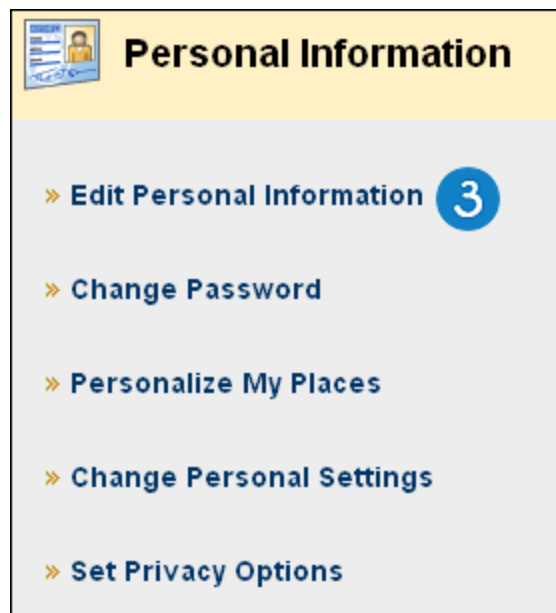 Personal Information
» Edit Personal Information 3
» Change Password
» Personalize My Places
» Change Personal Settings
» Set Privacy Options